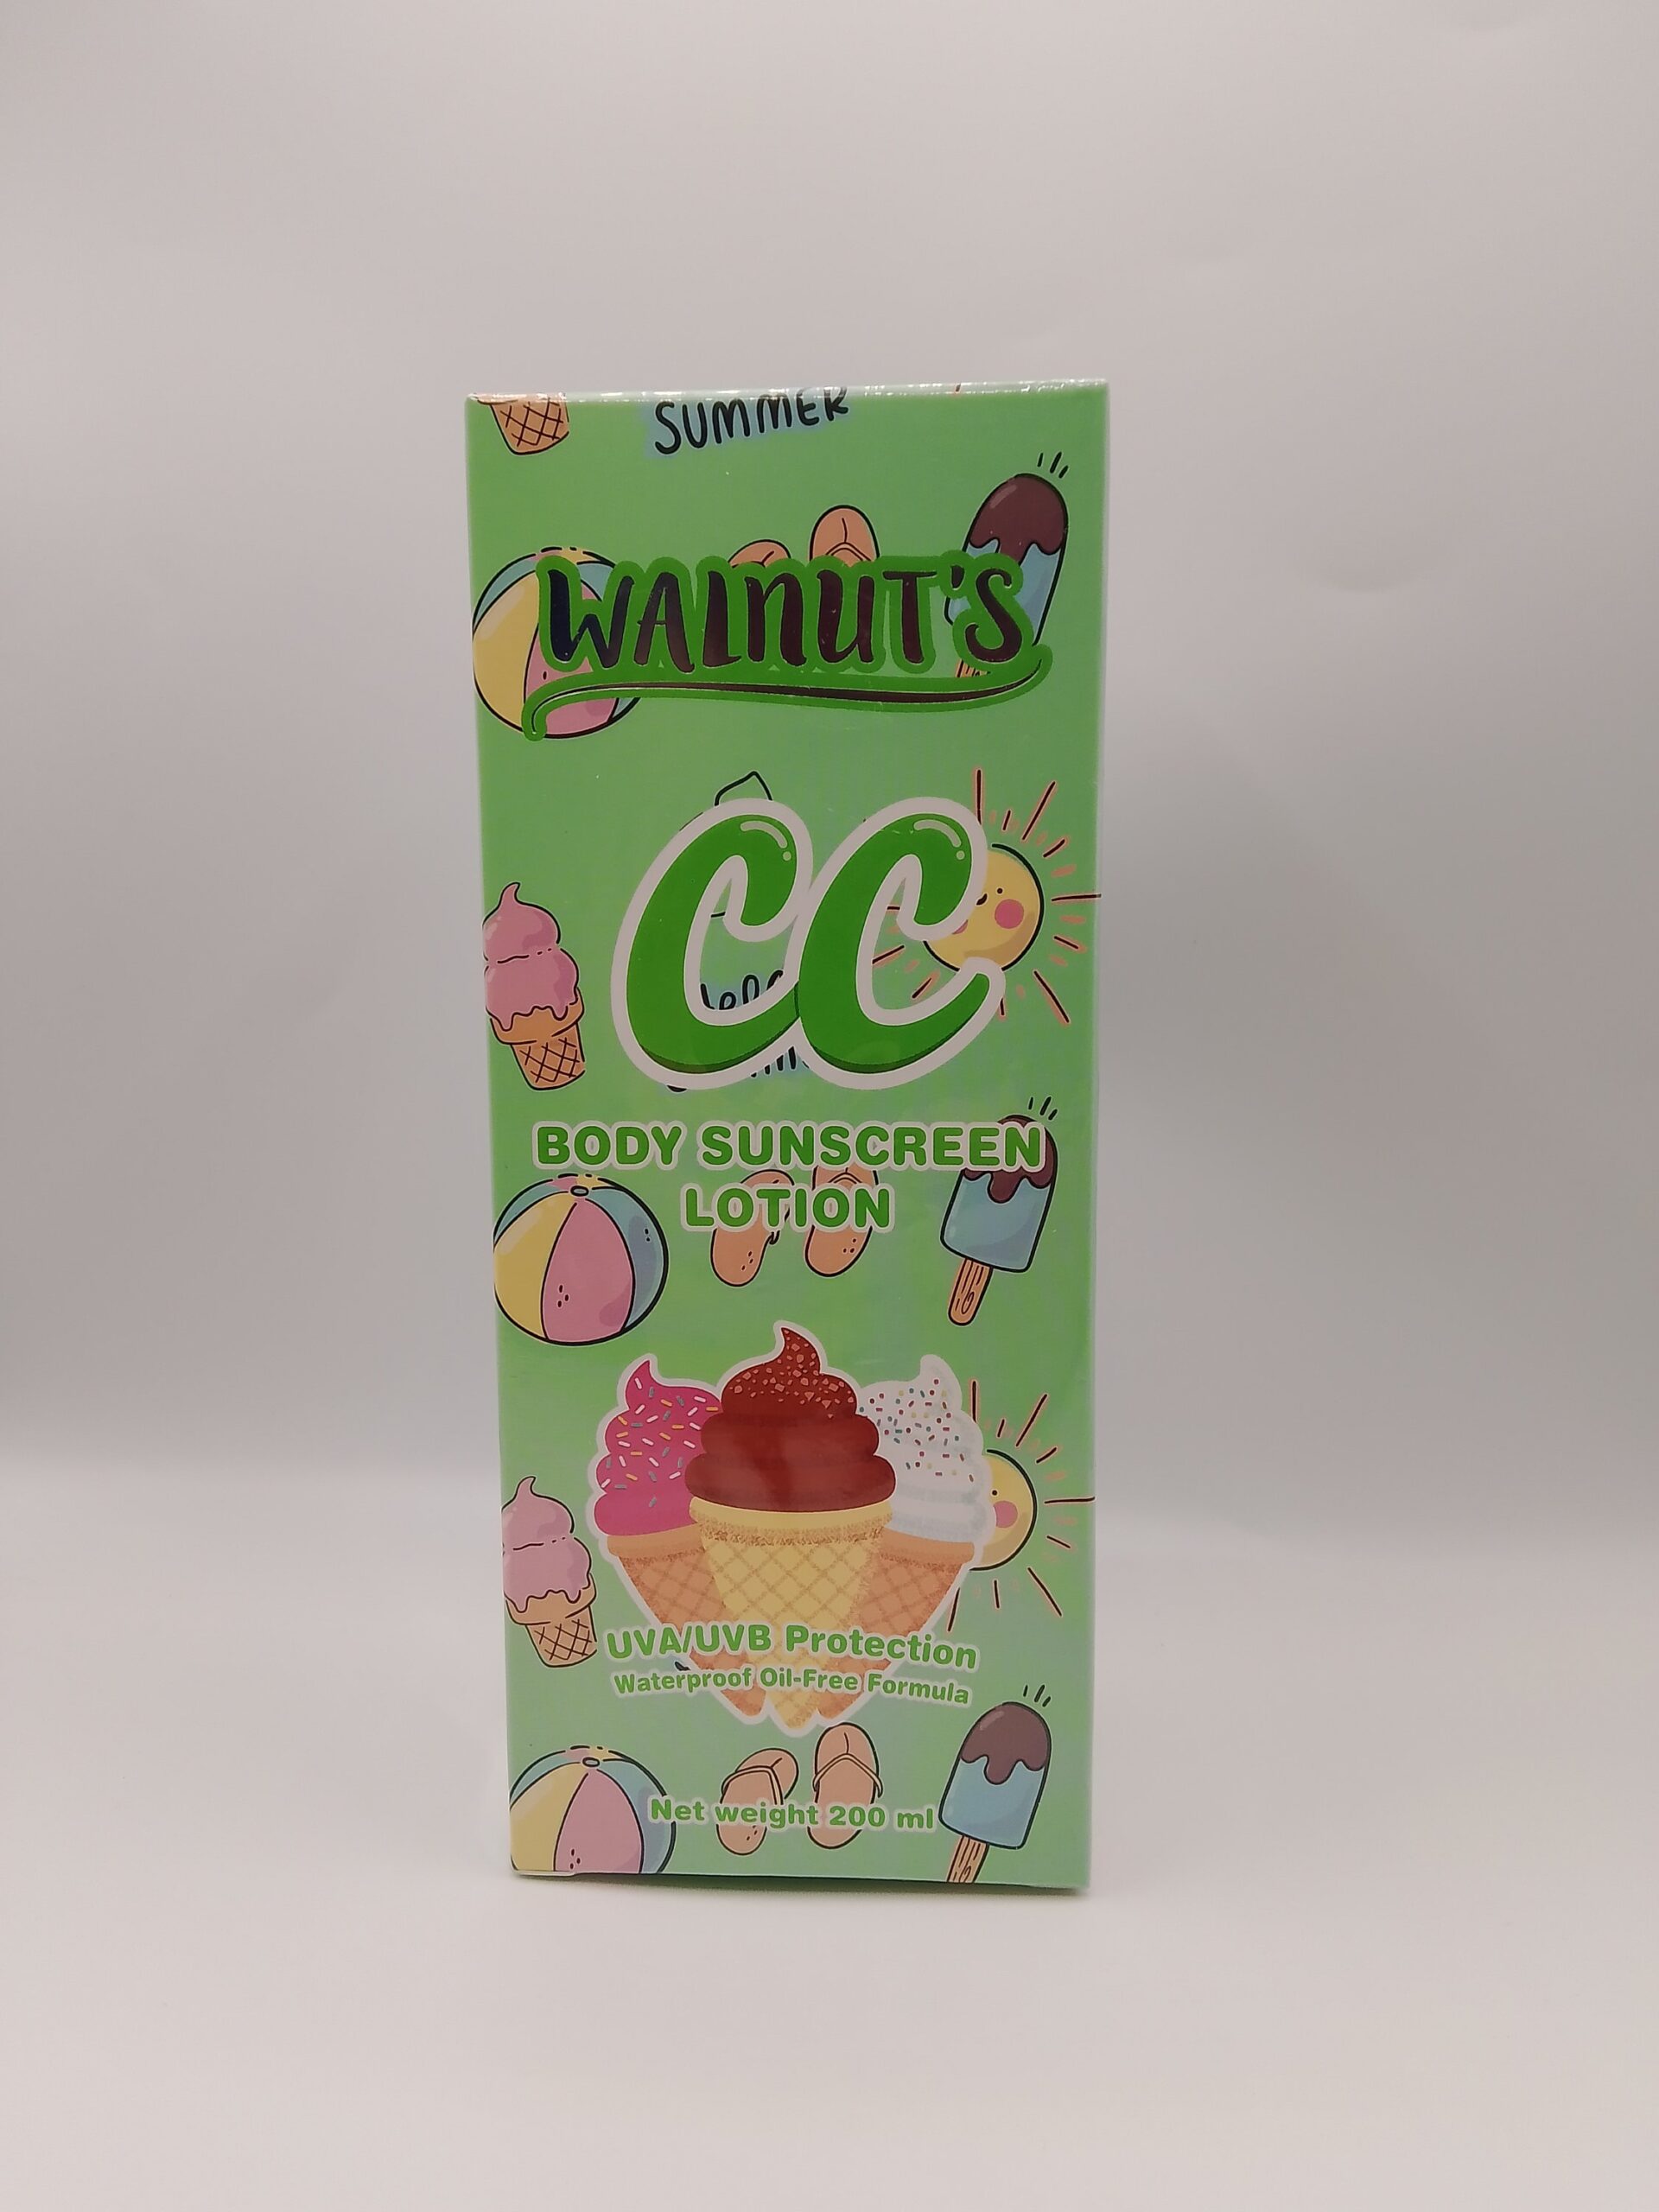 SUMMER
WALNUT'S
CC
BODY SUNSCREEN
LOTION
UVA/UVB Protection
Waterproof Oil-Free Formula
Net weight 200 ml